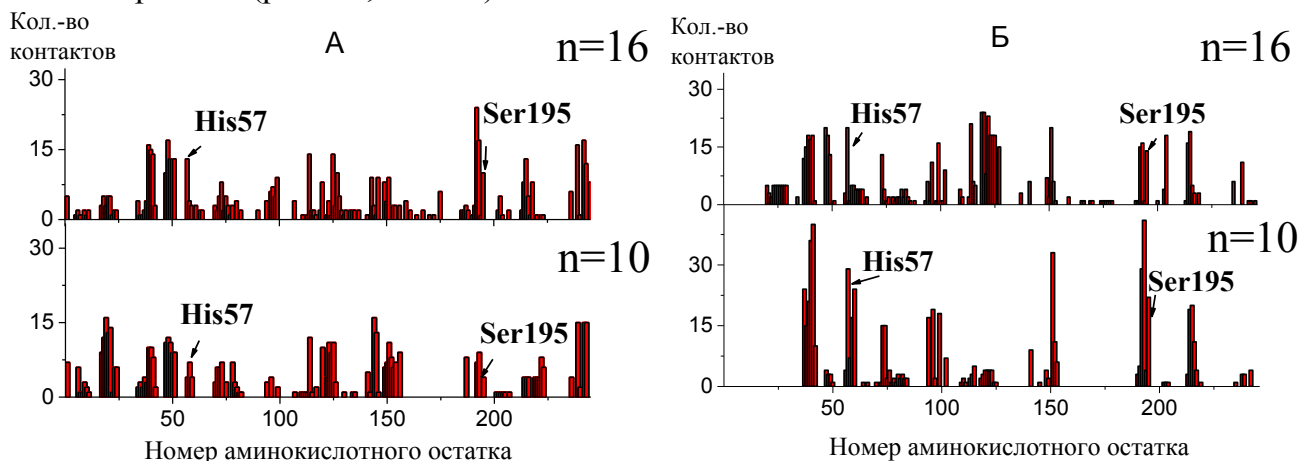 Кол.-во
контактов
А
n=16
30
15
0
His57
Ser195
n=10
30
15
0
His57
Ser195
50
100
150
200
Номер аминокислотного остатка
Кол.-во
контактов
Б
n=16
30
15
0
His57
Ser195
n=10
30
15
0
His57
Ser195
50
100
150
200
Номер аминокислотного остатка